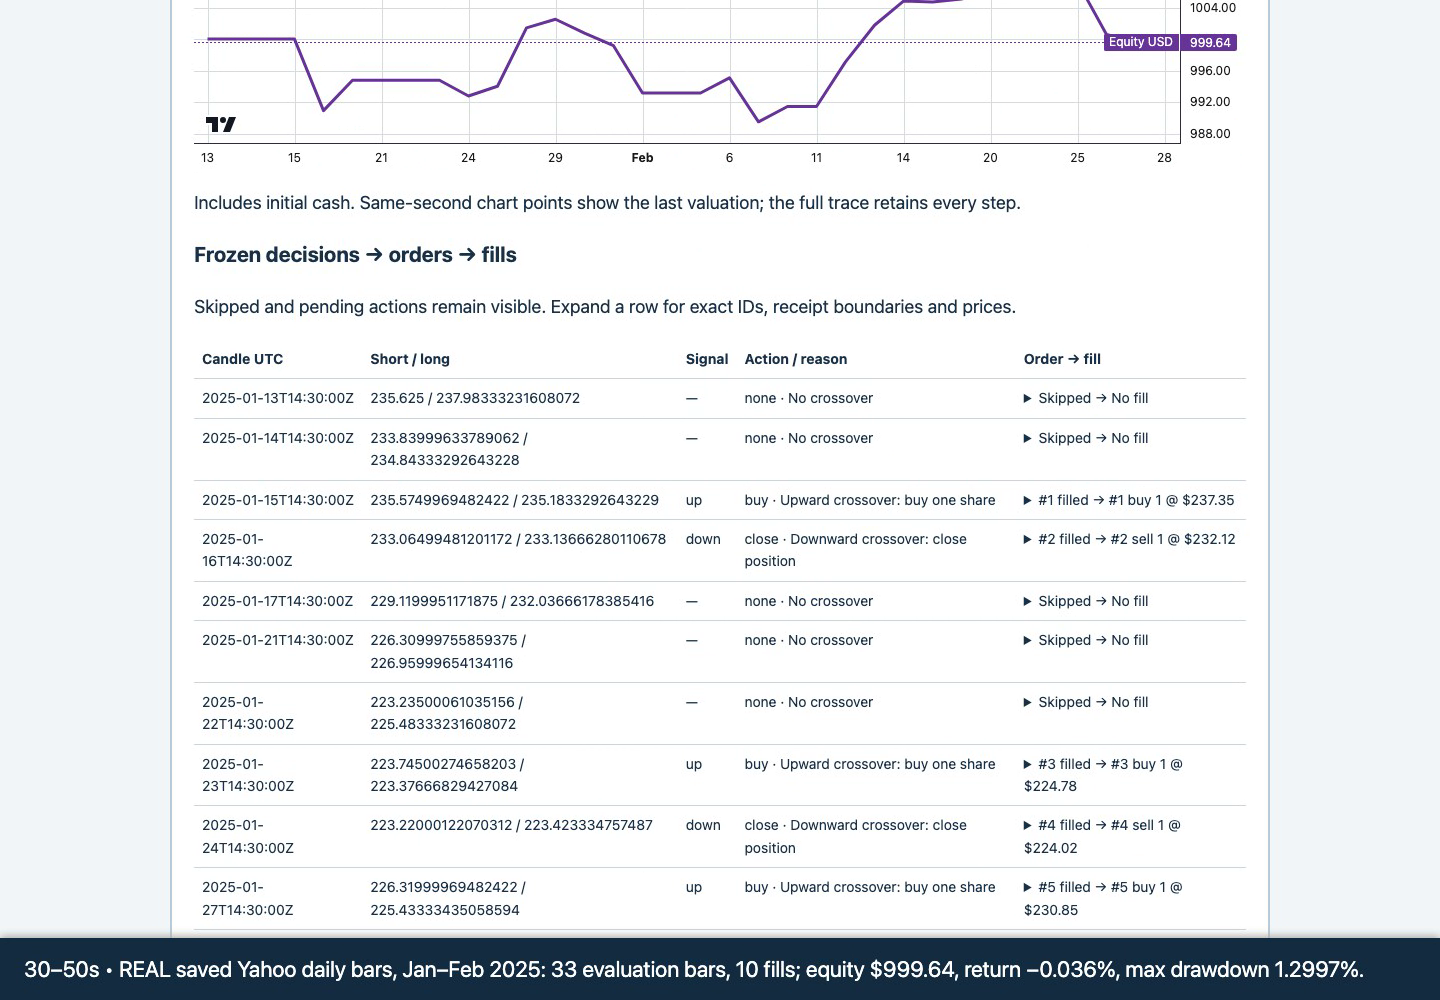 1004.00
Equity USD 999.64
996.00
992.00
988.00
13 15 21 24 29 Feb 6 11 14 20 25 28
Includes initial cash. Same-second chart points show the last valuation; the full trace retains every step.
Frozen decisions → orders → fills
Skipped and pending actions remain visible. Expand a row for exact IDs, receipt boundaries and prices.
Candle UTC Short / long Signal Action / reason Order → fill
2025-01-13T14:30:00Z 235.625 / 237.98333231608072 — none · No crossover ▶ Skipped → No fill
2025-01-14T14:30:00Z 233.83999633789062 / — none · No crossover ▶ Skipped → No fill
234.84333292643228
2025-01-15T14:30:00Z 235.5749969482422 / 235.1833292643229 up buy · Upward crossover: buy one share ▶ #1 filled → #1 buy 1 @ $237.35
2025-01- 233.06499481201172 / 233.13666280110678 down close · Downward crossover: close ▶ #2 filled → #2 sell 1 @ $232.12
16T14:30:00Z position
2025-01-17T14:30:00Z 229.1199951171875 / 232.03666178385416 — none · No crossover ▶ Skipped → No fill
2025-01-21T14:30:00Z 226.30999755859375 / — none · No crossover ▶ Skipped → No fill
226.95999654134116
2025-01- 223.23500061035156 / — none · No crossover ▶ Skipped → No fill
22T14:30:00Z 225.48333231608072
2025-01- 223.74500274658203 / up buy · Upward crossover: buy one share ▶ #3 filled → #3 buy 1 @
23T14:30:00Z 223.37666829427084 $224.78
2025-01- 223.22000122070312 / 223.423334757487 down close · Downward crossover: close ▶ #4 filled → #4 sell 1 @
24T14:30:00Z position $224.02
2025-01- 226.31999969482422 / up buy · Upward crossover: buy one share ▶ #5 filled → #5 buy 1 @
27T14:30:00Z 225.43333435058594 $230.85
30–50s • REAL saved Yahoo daily bars, Jan–Feb 2025: 33 evaluation bars, 10 fills; equity $999.64, return −0.036%, max drawdown 1.2997%.